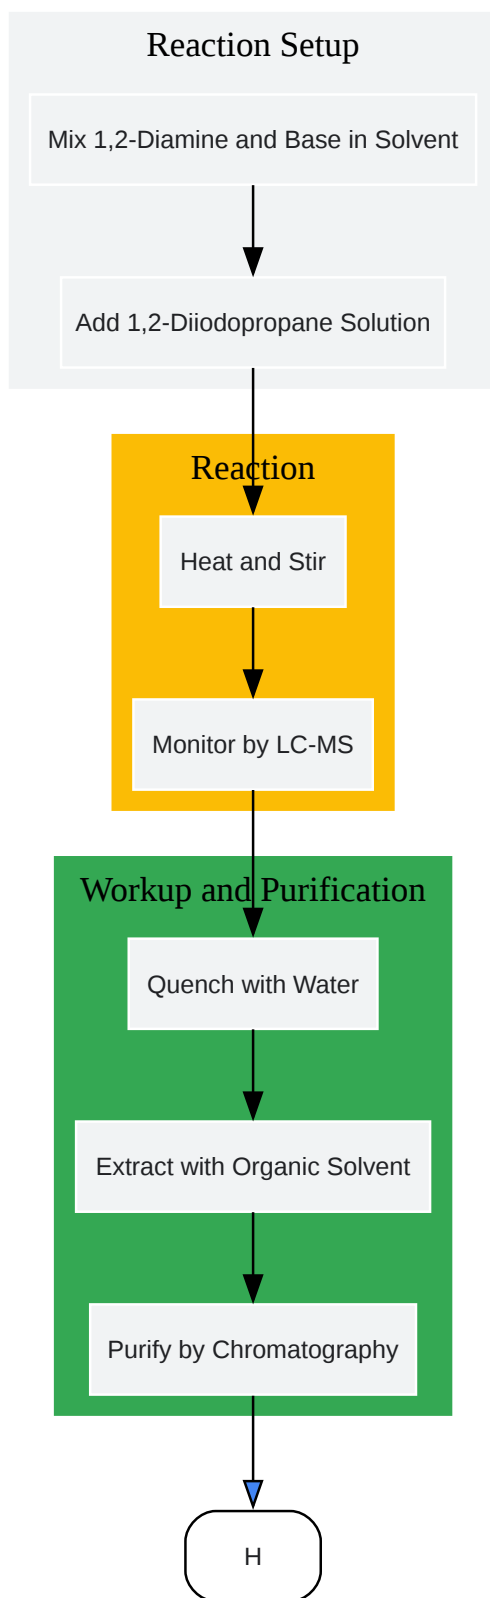 Reaction Setup
Mix 1,2-Diamine and Base in Solvent
Add 1,2-Diiodopropane Solution
Reaction
Heat and Stir
Monitor by LC-MS
Workup and Purification
Quench with Water
Extract with Organic Solvent
Purify by Chromatography
H